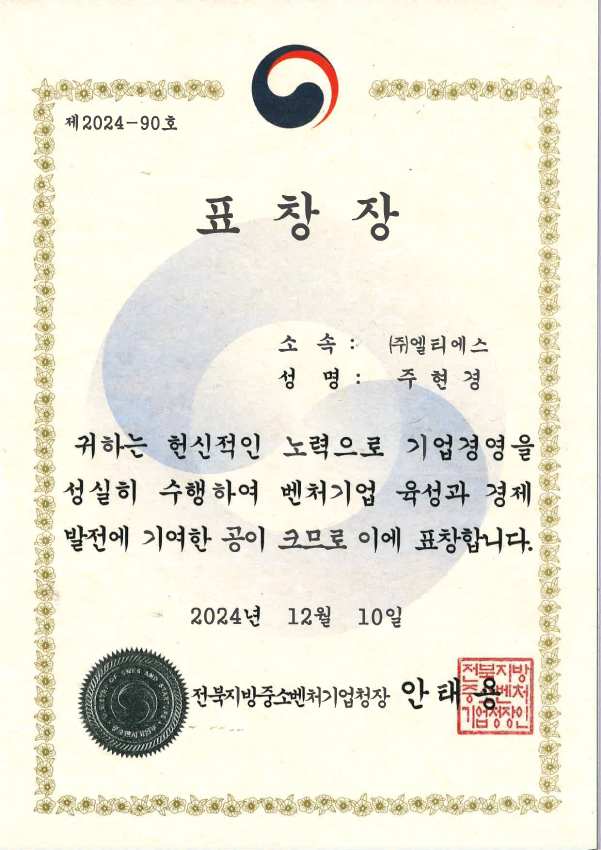 제2024-90호
표 창 장
소 속 : ㈜엘티에스
성 명 : 주 현 경
귀하는 헌신적인 노력으로 기업경영을
성실히 수행하여 벤처기업 육성과 경제
발전에 기여한 공이 크므로 이에 표창합니다.
2024년 12월 10일
전북지방중소벤처기업청장 안 태 용
전북지방
중소벤처
기업청장인